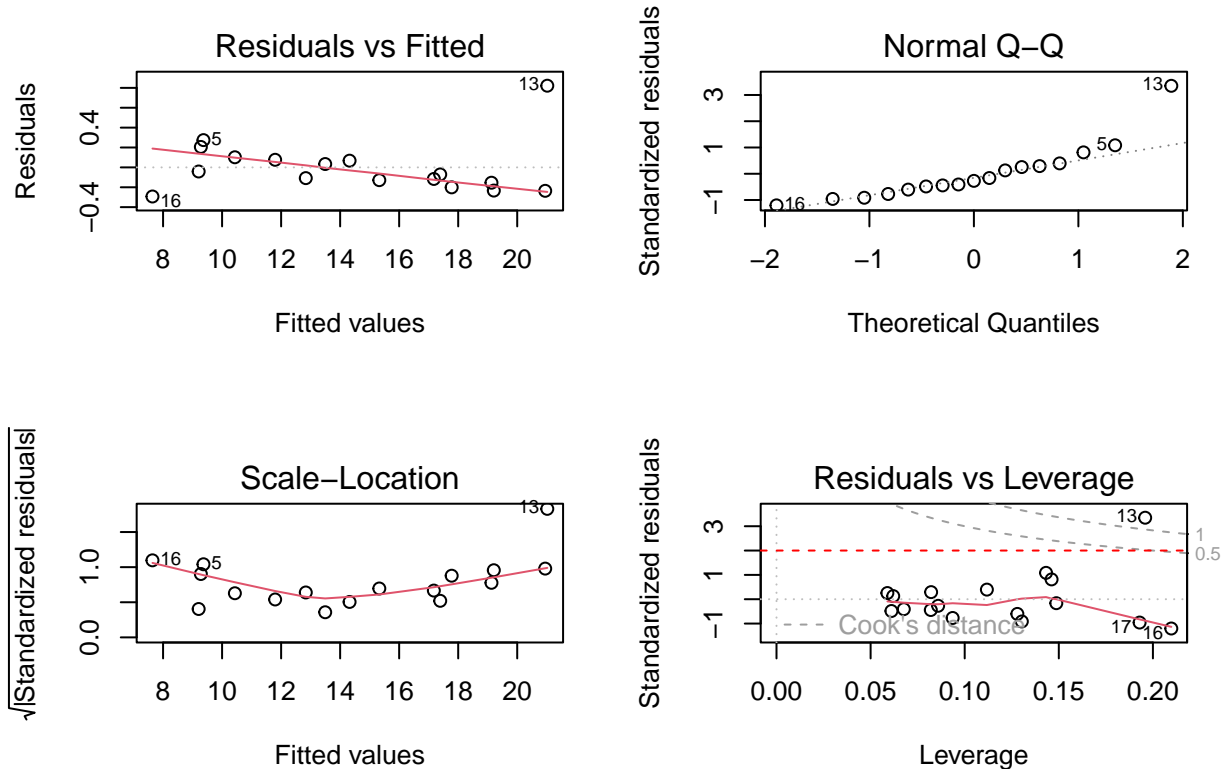 Residuals vs Fitted
Residuals
0.4
−0.4
13
5
16
8 10 12 14 16 18 20
Fitted values
Normal Q−Q
Standardized residuals
3
1
−1
13
5
16
−2 −1 0 1 2
Theoretical Quantiles
Scale−Location
√|Standardized residuals|
1.0
0.0
13
16
5
8 10 12 14 16 18 20
Fitted values
Residuals vs Leverage
Standardized residuals
3
1
−1
13
1
0.5
Cook's distance
17
16
0.00 0.05 0.10 0.15 0.20
Leverage